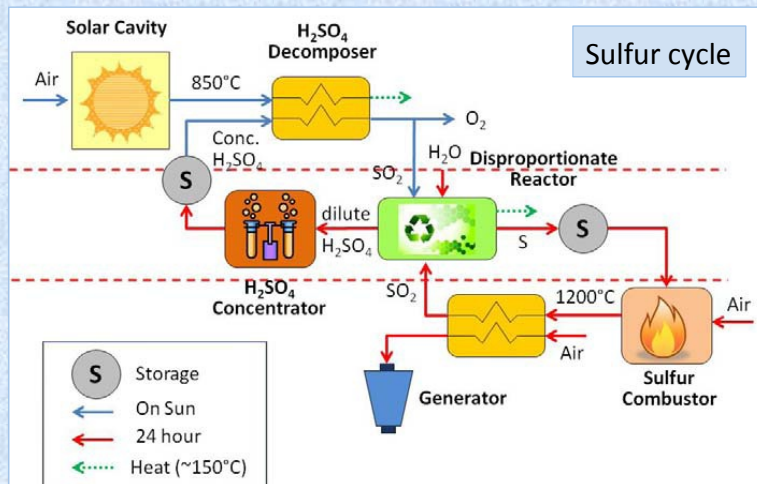 Sulfur cycle
Solar Cavity
H₂SO₄
Decomposer
Air
850°C
O₂
Conc.
H₂SO₄
S
SO₂
H₂O
Disproportionate
Reactor
dilute
H₂SO₄
S
S
H₂SO₄
Concentrator
SO₂
1200°C
Air
Air
Generator
Sulfur
Combustor
S Storage
On Sun
24 hour
Heat (~150°C)